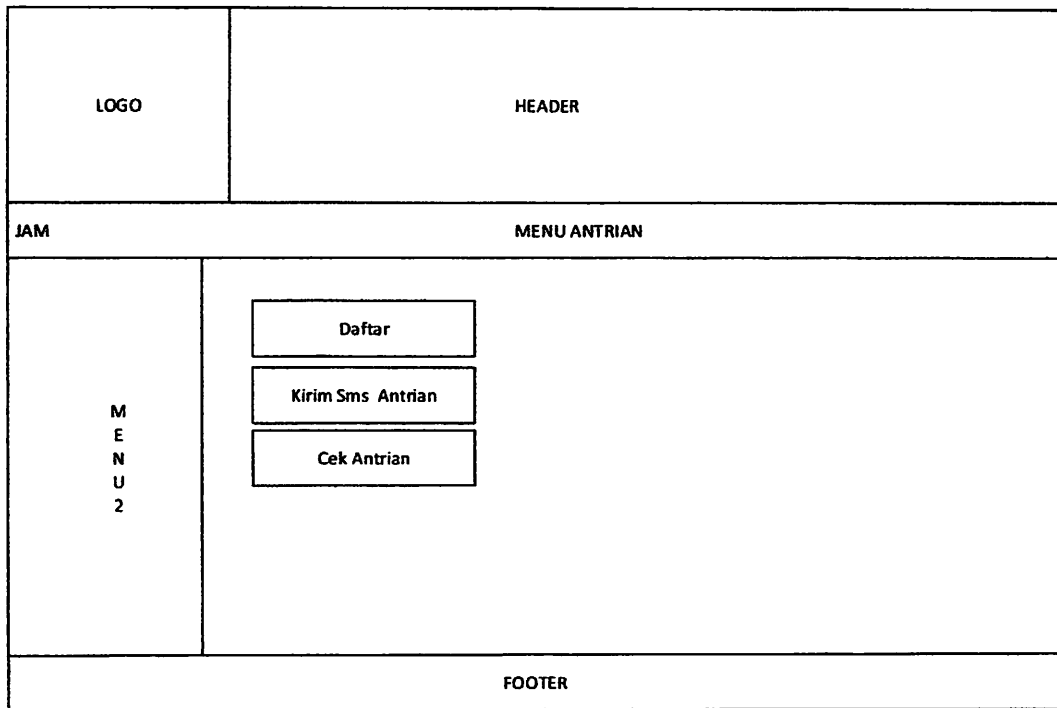 LOGO
HEADER
JAM
MENU ANTRIAN
Daftar
Kirim Sms Antrian
Cek Antrian
M
E
N
U
2
FOOTER